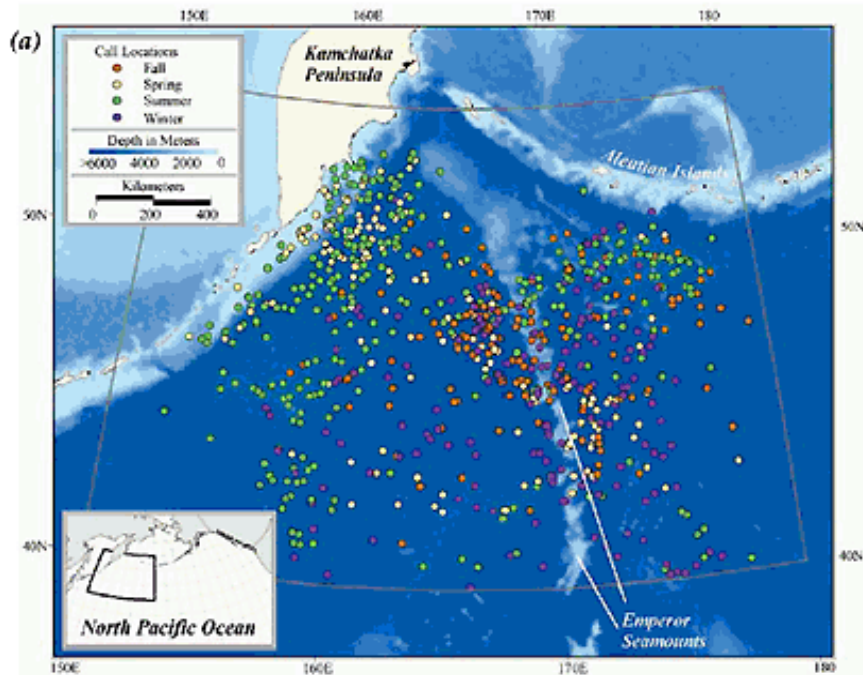 150E 160E 170E 180
(a)
Call Locations
Fall
Spring
Summer
Winter
Depth in Meters
>6000 4000 2000 0
Kilometers
0 200 400
Kamchatka
Peninsula
Aleutian Islands
50N 50N
40N 40N
North Pacific Ocean
Emperor
Seamounts
150E 160E 170E 180